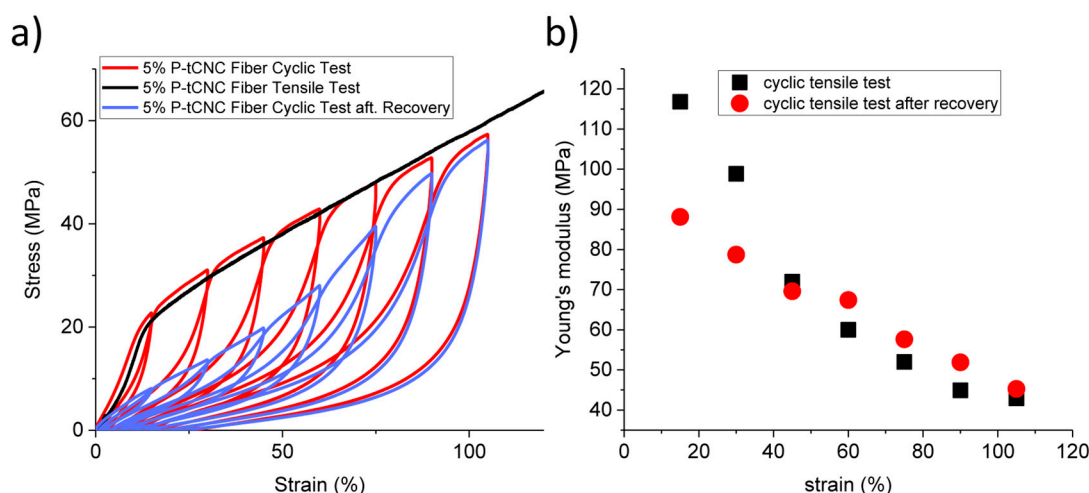 a)
5% P-tCNC Fiber Cyclic Test
5% P-tCNC Fiber Tensile Test
5% P-tCNC Fiber Cyclic Test aft. Recovery
Stress (MPa)
60
40
20
0
0
50
100
Strain (%)
b)
cyclic tensile test
cyclic tensile test after recovery
Young's modulus (MPa)
120
110
100
90
80
70
60
50
40
0
20
40
60
80
100
120
strain (%)